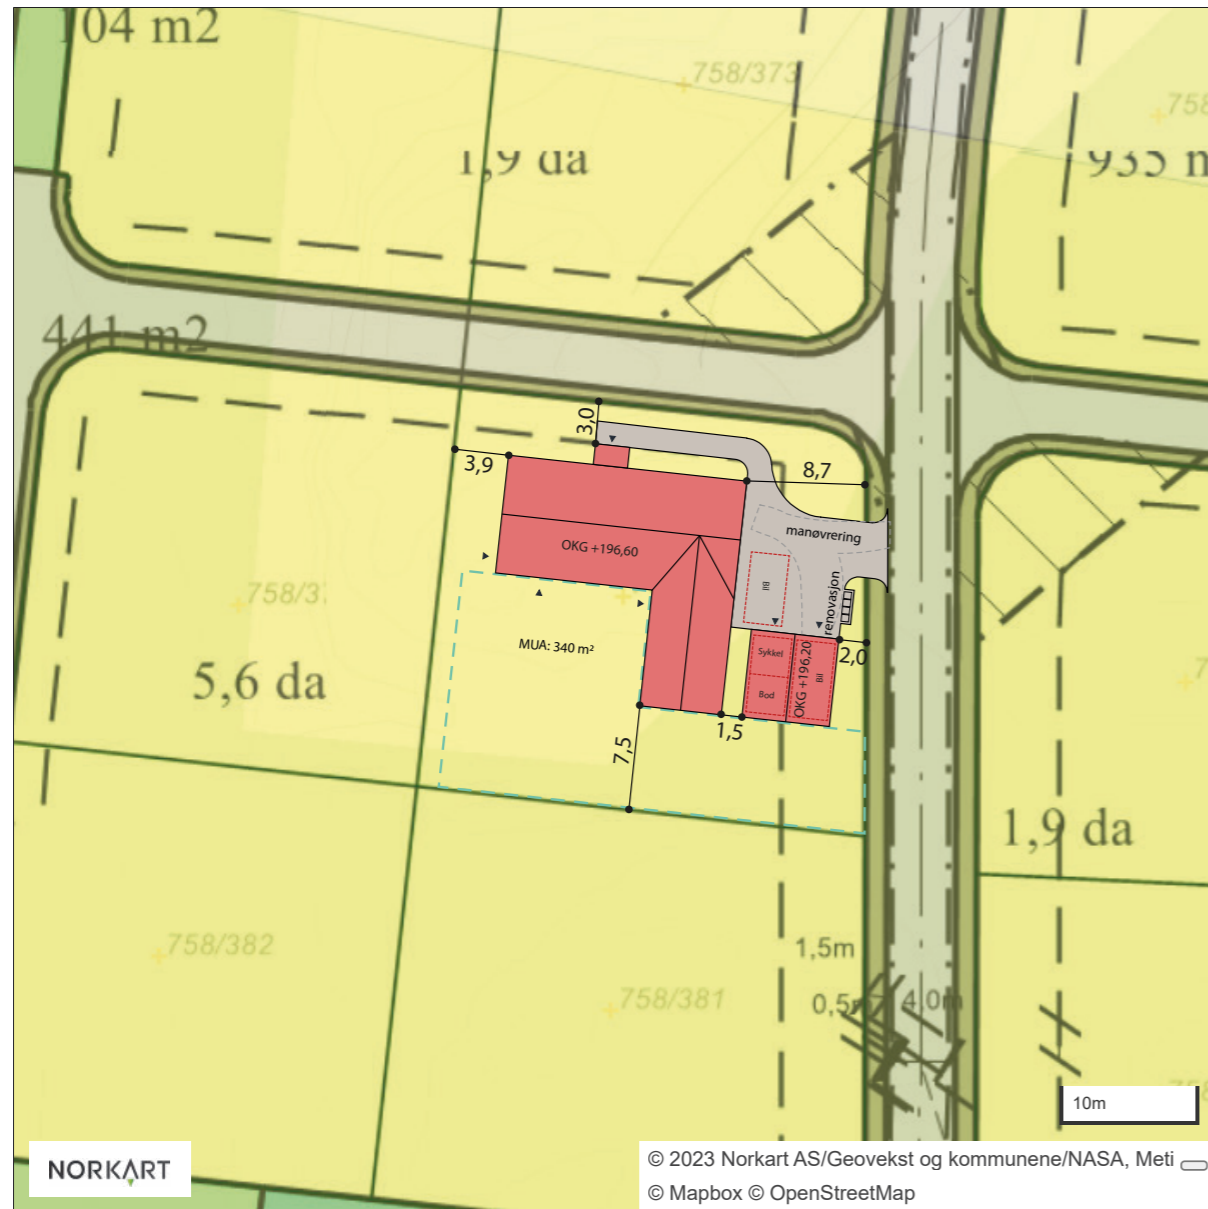 104 m2
758/373
1,9 da
935 m
441 m2
3,0
3,9
8,7
manøvrering
OKG +196,60
Bil
renovasjon
758/37
MUA: 340 m²
Sykkel
Bod
OKG +196,20
Bil
2,0
5,6 da
1,5
7,5
1,9 da
758/382
758/381
1,5m
0,5m
4,0m
10m
NORKART
© 2023 Norkart AS/Geovekst og kommunene/NASA, Meti
© Mapbox © OpenStreetMap